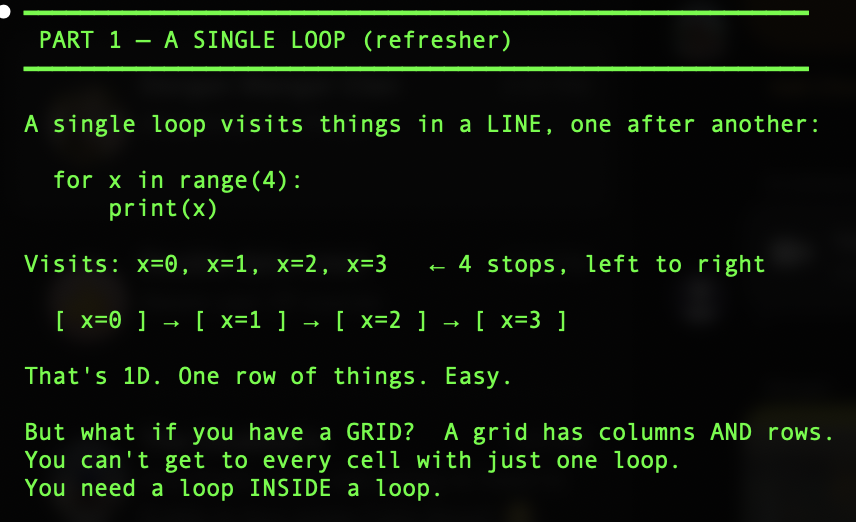 PART 1 — A SINGLE LOOP (refresher)
A single loop visits things in a LINE, one after another:
for x in range(4):
print(x)
Visits: x=0, x=1, x=2, x=3 ← 4 stops, left to right
[ x=0 ] → [ x=1 ] → [ x=2 ] → [ x=3 ]
That's 1D. One row of things. Easy.
But what if you have a GRID? A grid has columns AND rows.
You can't get to every cell with just one loop.
You need a loop INSIDE a loop.